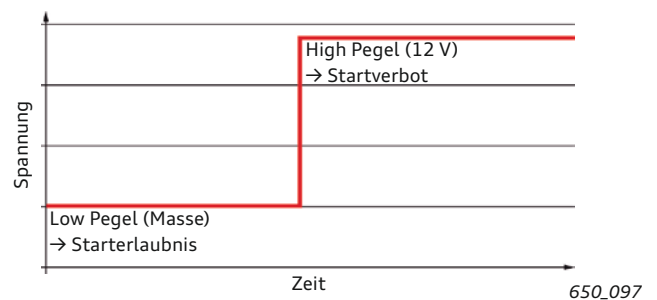 High Pegel (12 V)
→ Startverbot
Spannung
Low Pegel (Masse)
→ Starterlaubnis
Zeit
650_097